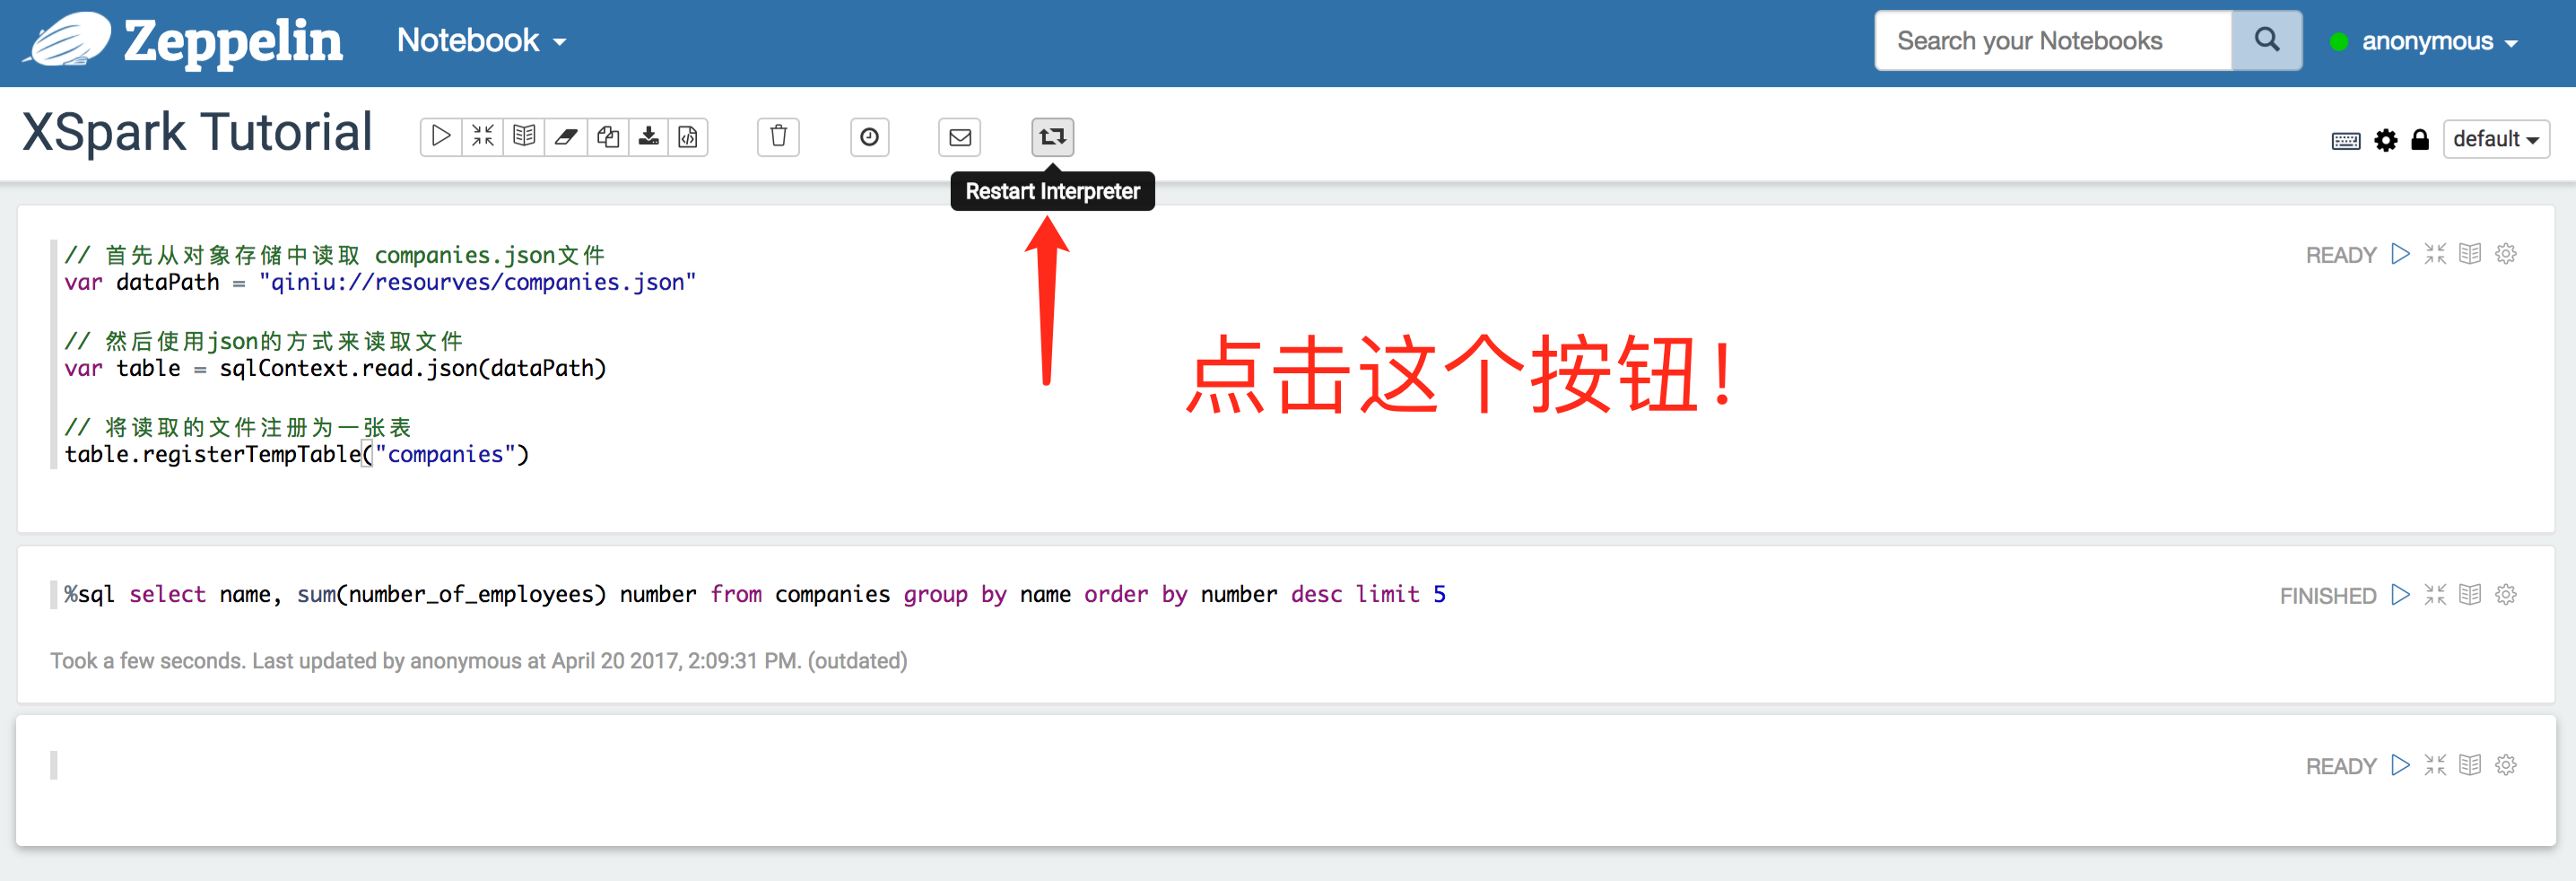 Zeppelin Notebook Search your Notebooks anonymous
XSpark Tutorial default
Restart Interpreter
// 首先从对象存储中读取 companies.json文件 READY
var dataPath = "qiniu://resourves/companies.json"
// 然后使用json的方式来读取文件
var table = sqlContext.read.json(dataPath)
点击这个按钮!
// 将读取的文件注册为一张表
table.registerTempTable("companies")
%sql select name, sum(number_of_employees) number from companies group by name order by number desc limit 5 FINISHED
Took a few seconds. Last updated by anonymous at April 20 2017, 2:09:31 PM. (outdated)
READY